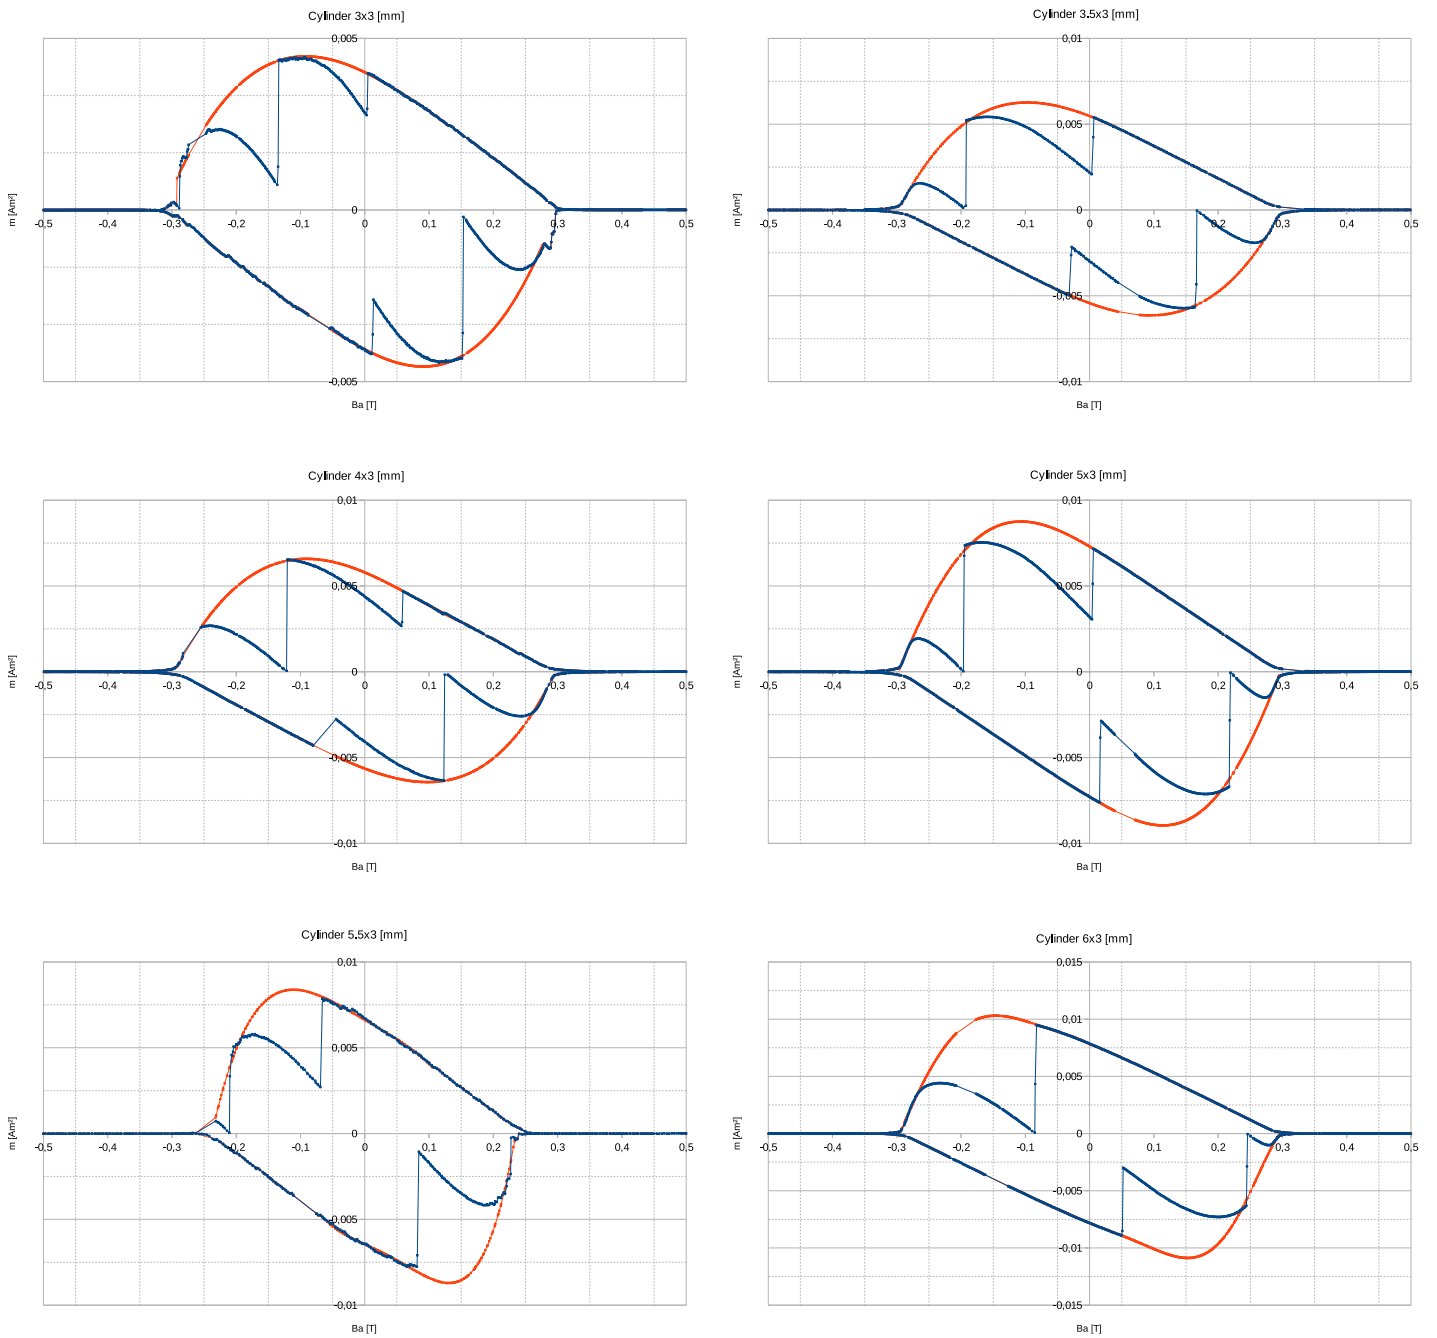 Cylinder 3x3 [mm]
0,005
m [Am²]
-0,5 -0,4 -0,3 -0,2 -0,1 0 0,1 0,2 0,3 0,4 0,5
0
-0,005
Ba [T]
Cylinder 3.5x3 [mm]
0,01
0,005
m [Am²]
0
-0,5 -0,4 -0,3 -0,2 -0,1 0 0,1 0,2 0,3 0,4 0,5
-0,005
-0,01
Ba [T]
Cylinder 4x3 [mm]
0,01
0,005
m [Am²]
0
-0,5 -0,4 -0,3 -0,2 -0,1 0 0,1 0,2 0,3 0,4 0,5
-0,005
-0,01
Ba [T]
Cylinder 5x3 [mm]
0,01
0,005
m [Am²]
0
-0,5 -0,4 -0,3 -0,2 -0,1 0 0,1 0,2 0,3 0,4 0,5
-0,005
-0,01
Ba [T]
Cylinder 5.5x3 [mm]
0,01
0,005
m [Am²]
0
-0,5 -0,4 -0,3 -0,2 -0,1 0 0,1 0,2 0,3 0,4 0,5
-0,005
-0,01
Ba [T]
Cylinder 6x3 [mm]
0,015
0,01
0,005
m [Am²]
0
-0,5 -0,4 -0,3 -0,2 -0,1 0 0,1 0,2 0,3 0,4 0,5
-0,005
-0,01
-0,015
Ba [T]